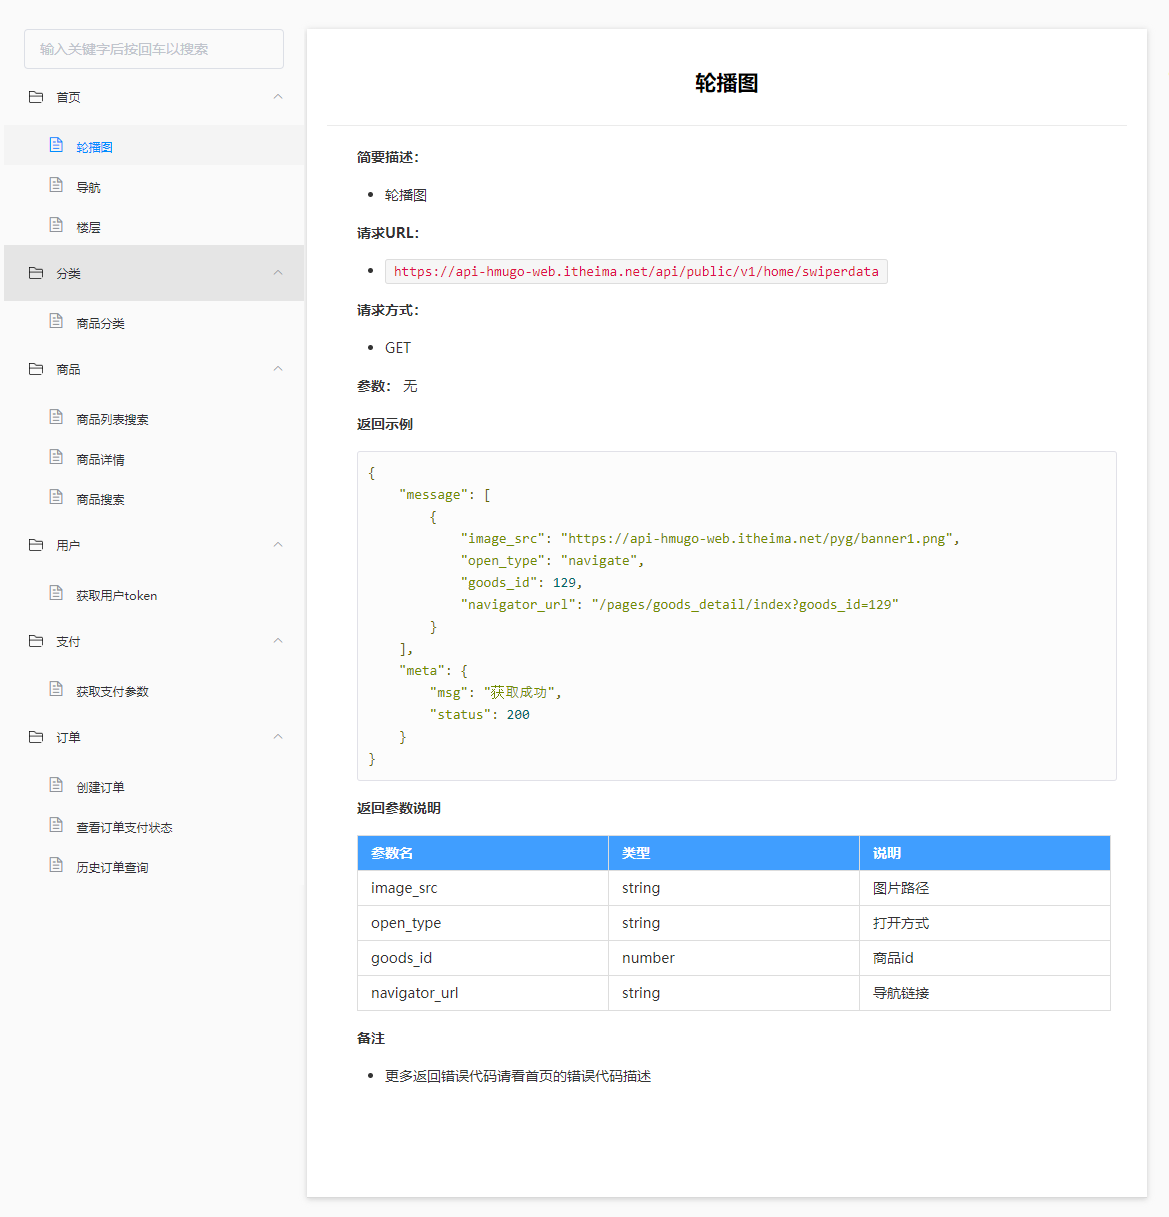 输入关键字后按回车以搜索
首页
轮播图
导航
楼层
分类
商品分类
商品
商品列表搜索
商品详情
商品搜索
用户
获取用户token
支付
获取支付参数
订单
创建订单
查看订单支付状态
历史订单查询
轮播图
简要描述：
轮播图
请求URL：
https://api-hmugo-web.itheima.net/api/public/v1/home/swiperdata
请求方式：
GET
参数： 无
返回示例
{
"message": [
{
"image_src": "https://api-hmugo-web.itheima.net/pyg/banner1.png",
"open_type": "navigate",
"goods_id": 129,
"navigator_url": "/pages/goods_detail/index?goods_id=129"
}
],
"meta": {
"msg": "获取成功",
"status": 200
}
}
返回参数说明
参数名 类型 说明
image_src string 图片路径
open_type string 打开方式
goods_id number 商品id
navigator_url string 导航链接
备注
更多返回错误代码请看首页的错误代码描述